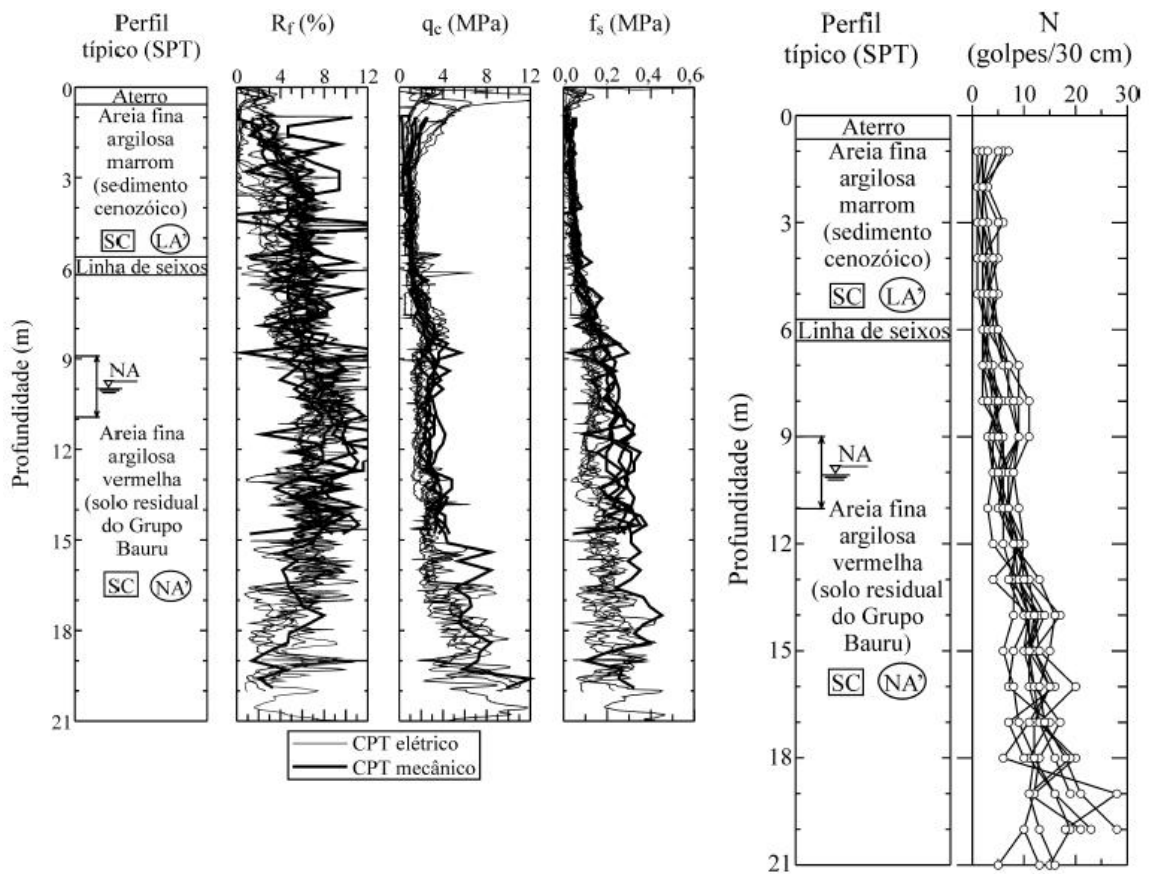 Perfil
típico (SPT)
R_f (%)
q_c (MPa)
f_s (MPa)
0 4 8 12
0 4 8 12
0,0 0,2 0,4 0,6
Profundidade (m)
0
3
6
9
12
15
18
21
Aterro
Areia fina
argilosa
marrom
(sedimento
cenozóico)
SC LA'
Linha de seixos
NA
Areia fina
argilosa
vermelha
(solo residual
do Grupo
Bauru
SC NA'
CPT elétrico
CPT mecânico
Perfil
típico (SPT)
N
(golpes/30 cm)
0 10 20 30
Profundidade (m)
0
3
6
9
12
15
18
21
Aterro
Areia fina
argilosa
marrom
(sedimento
cenozóico)
SC LA'
Linha de seixos
NA
Areia fina
argilosa
vermelha
(solo residual
do Grupo
Bauru)
SC NA'